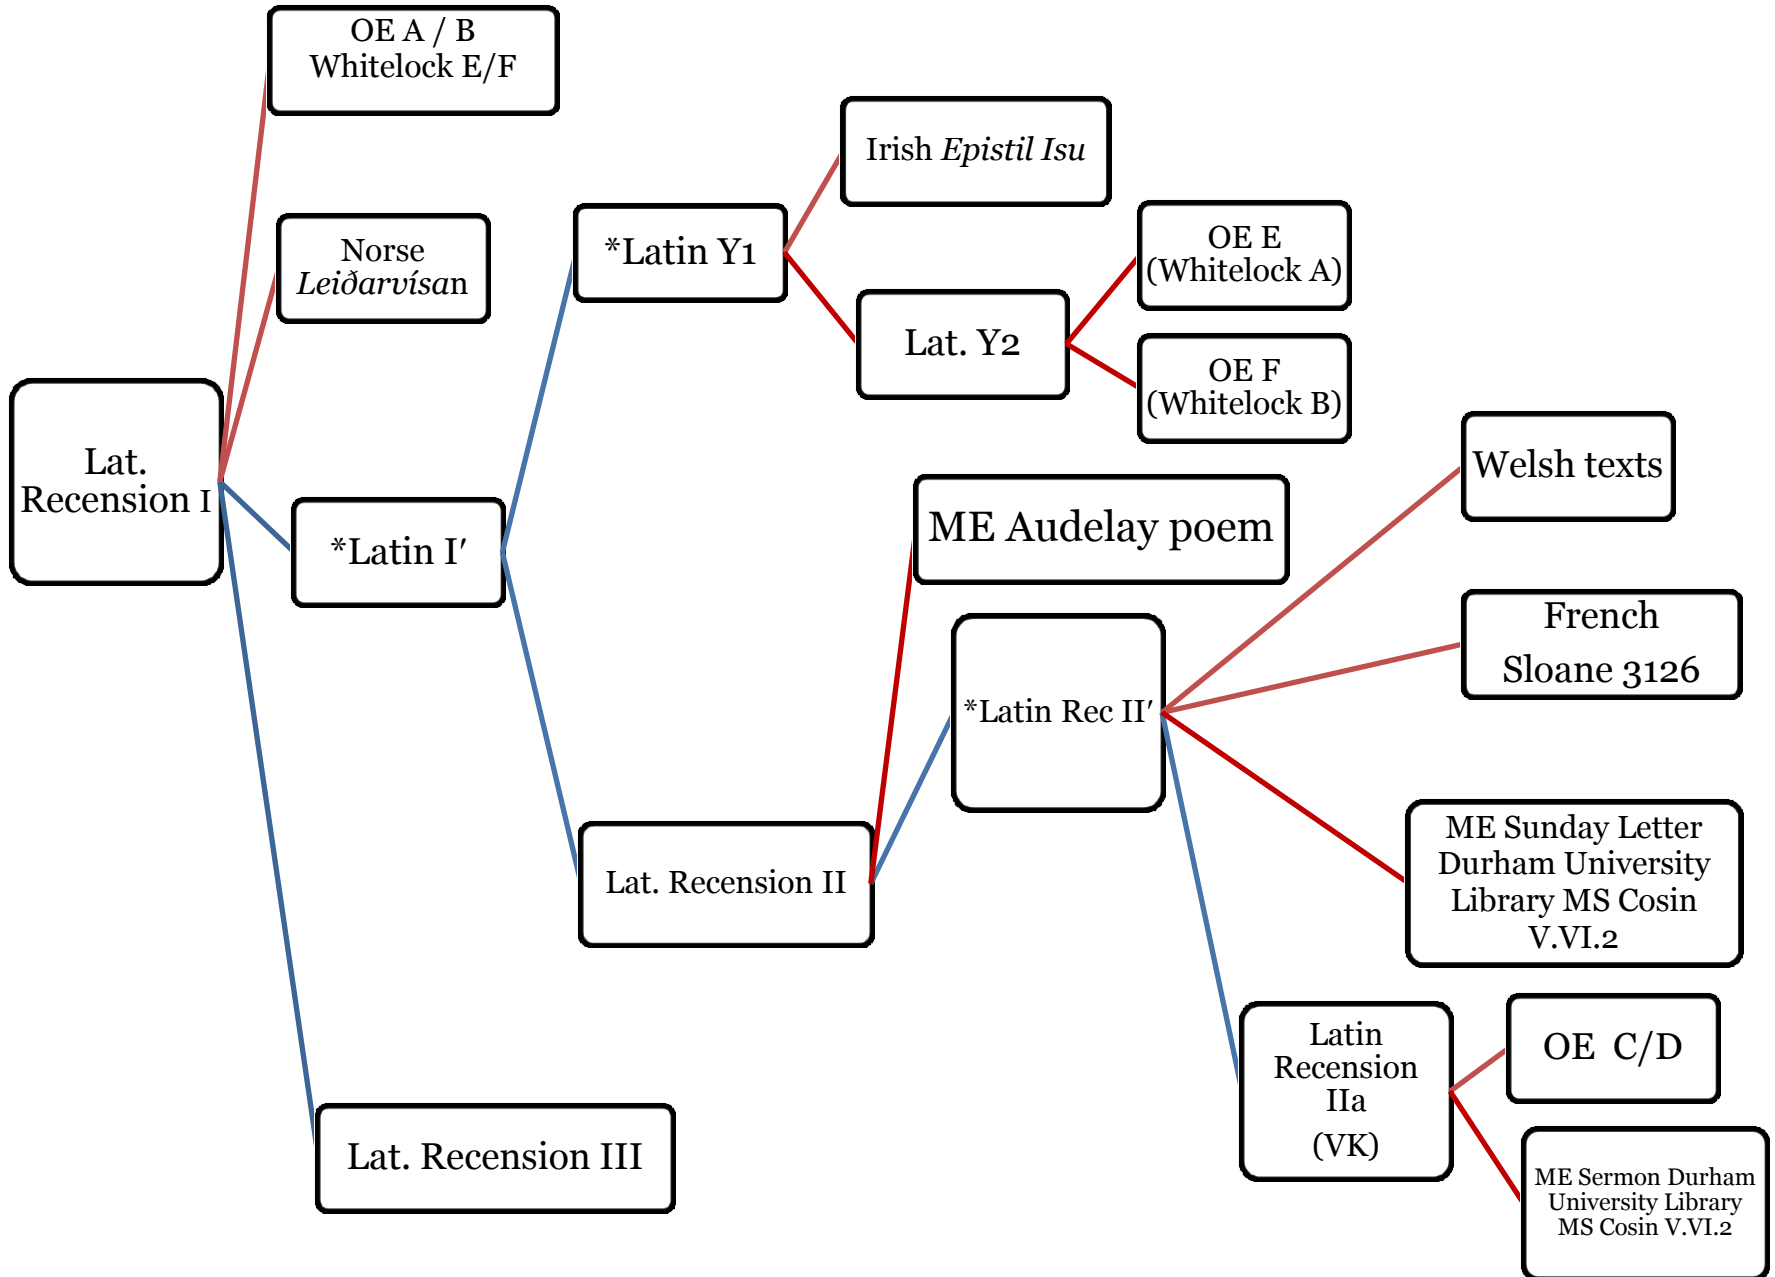 OE A / B
Whitelock E/F
Irish Epistil Isu
Norse
Leiðarvísan
*Latin Y1
OE E
(Whitelock A)
Lat. Y2
OE F
(Whitelock B)
Lat.
Recension I
Welsh texts
*Latin I′
ME Audelay poem
French
Sloane 3126
*Latin Rec II′
ME Sunday Letter
Durham University
Library MS Cosin
V.VI.2
Lat. Recension II
Latin
Recension
IIa
(VK)
OE C/D
Lat. Recension III
ME Sermon Durham
University Library
MS Cosin V.VI.2